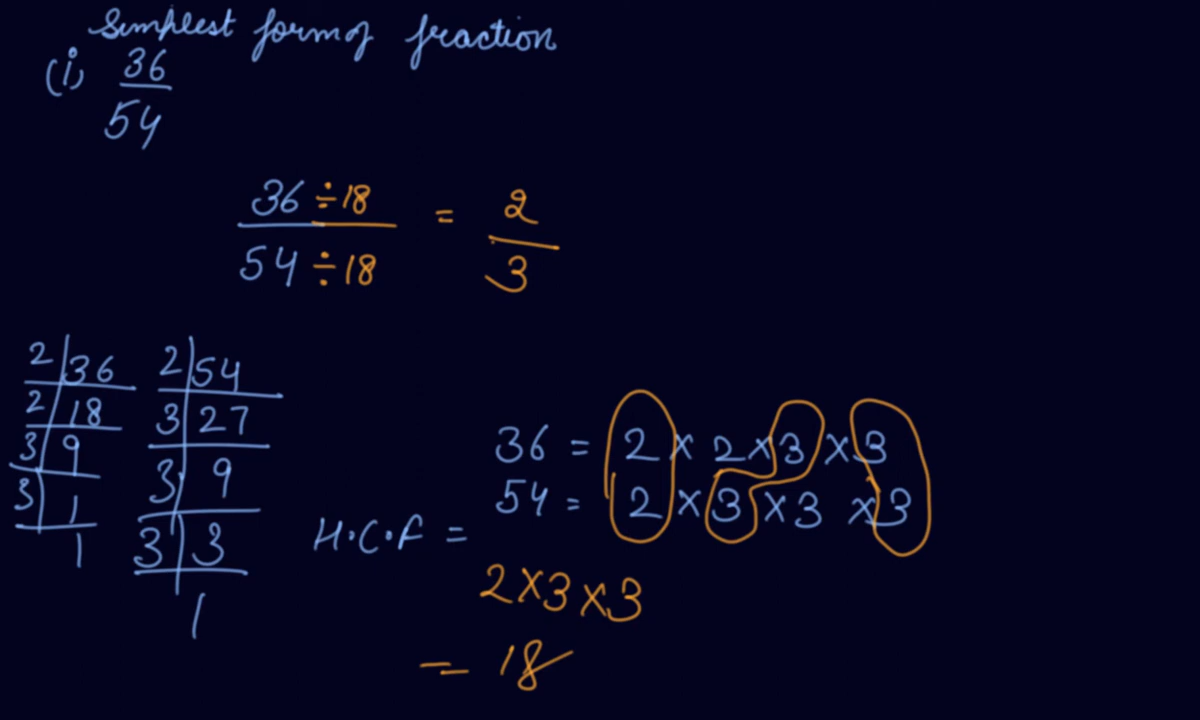 Simplest form of fraction
(i) 36/54
36 ÷ 18 / 54 ÷ 18 = 2/3
2 | 36
2 | 18
3 | 9
3 | 1
1
2 | 54
3 | 27
3 | 9
3 | 3
1
36 = 2 × 2 × 3 × 3
54 = 2 × 3 × 3 × 3
H.C.F =
2 × 3 × 3
= 18